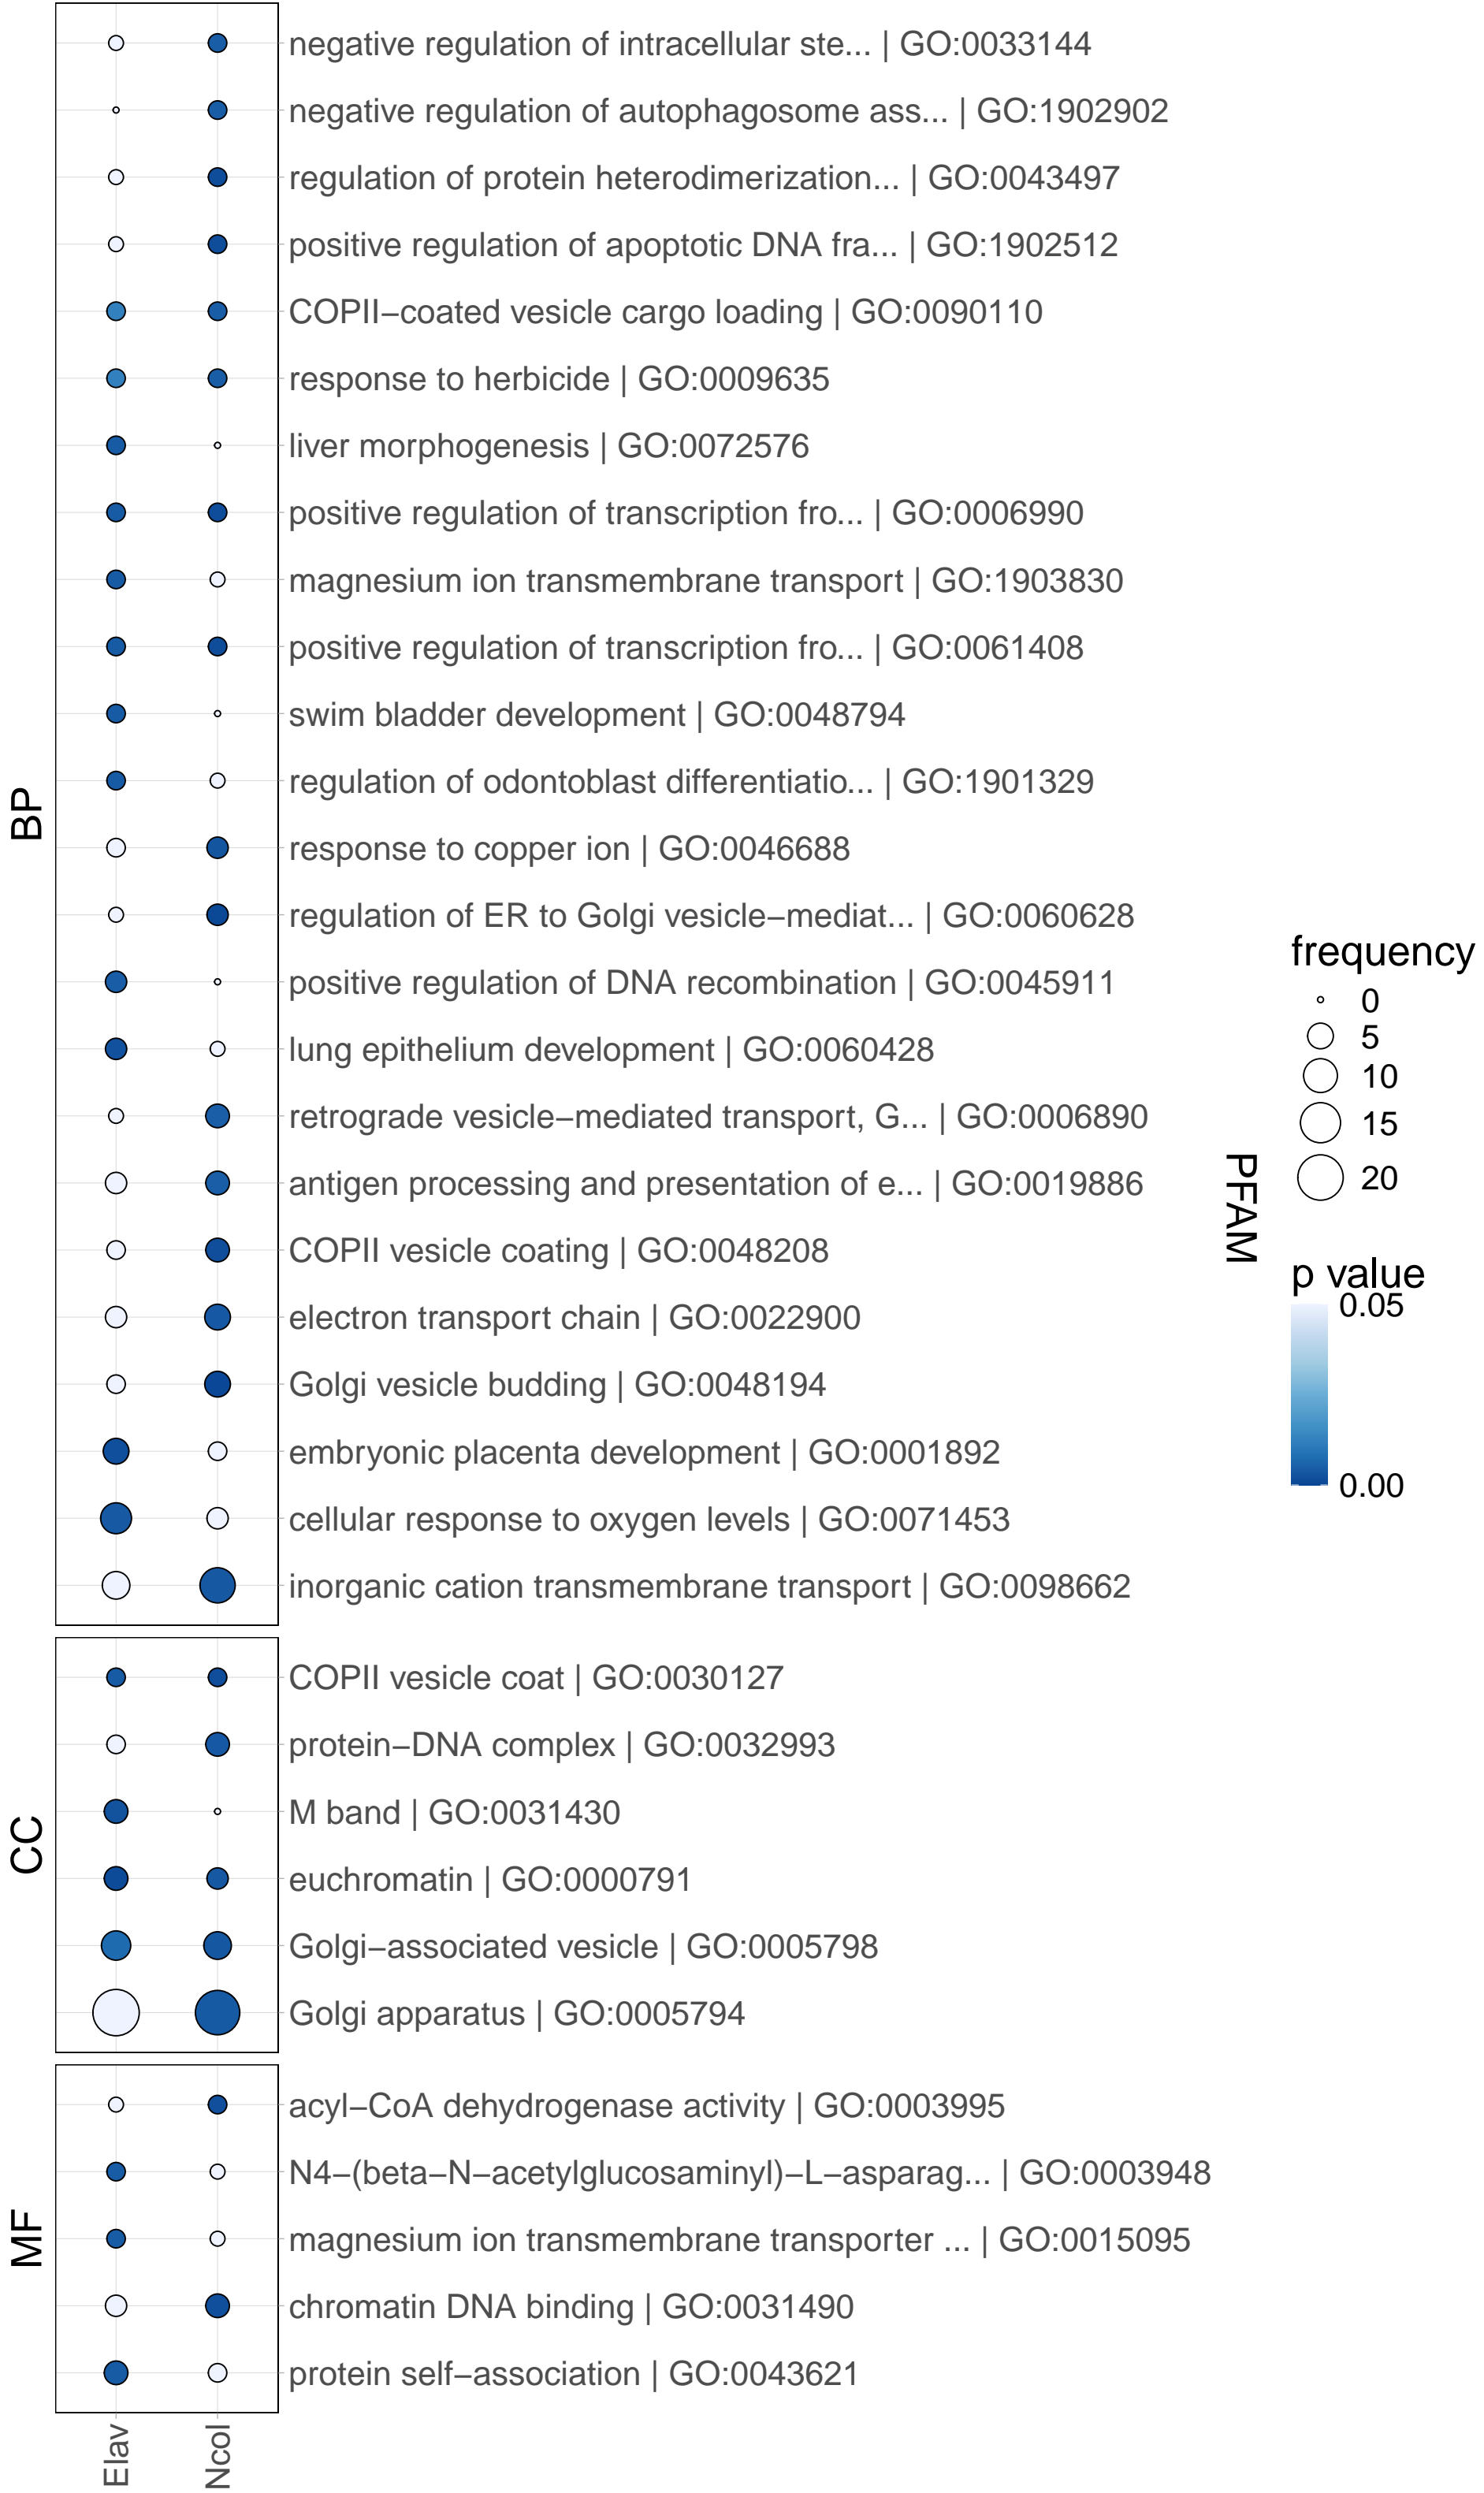 BP
negative regulation of intracellular ste... | GO:0033144
negative regulation of autophagosome ass... | GO:1902902
regulation of protein heterodimerization... | GO:0043497
positive regulation of apoptotic DNA fra... | GO:1902512
COPII−coated vesicle cargo loading | GO:0090110
response to herbicide | GO:0009635
liver morphogenesis | GO:0072576
positive regulation of transcription fro... | GO:0006990
magnesium ion transmembrane transport | GO:1903830
positive regulation of transcription fro... | GO:0061408
swim bladder development | GO:0048794
regulation of odontoblast differentiatio... | GO:1901329
response to copper ion | GO:0046688
regulation of ER to Golgi vesicle−mediat... | GO:0060628
positive regulation of DNA recombination | GO:0045911
lung epithelium development | GO:0060428
retrograde vesicle−mediated transport, G... | GO:0006890
antigen processing and presentation of e... | GO:0019886
COPII vesicle coating | GO:0048208
electron transport chain | GO:0022900
Golgi vesicle budding | GO:0048194
embryonic placenta development | GO:0001892
cellular response to oxygen levels | GO:0071453
inorganic cation transmembrane transport | GO:0098662
CC
COPII vesicle coat | GO:0030127
protein−DNA complex | GO:0032993
M band | GO:0031430
euchromatin | GO:0000791
Golgi−associated vesicle | GO:0005798
Golgi apparatus | GO:0005794
MF
acyl−CoA dehydrogenase activity | GO:0003995
N4−(beta−N−acetylglucosaminyl)−L−asparag... | GO:0003948
magnesium ion transmembrane transporter ... | GO:0015095
chromatin DNA binding | GO:0031490
protein self−association | GO:0043621
Elav
Ncol
PFAM
frequency
0
5
10
15
20
p value
0.05
0.00